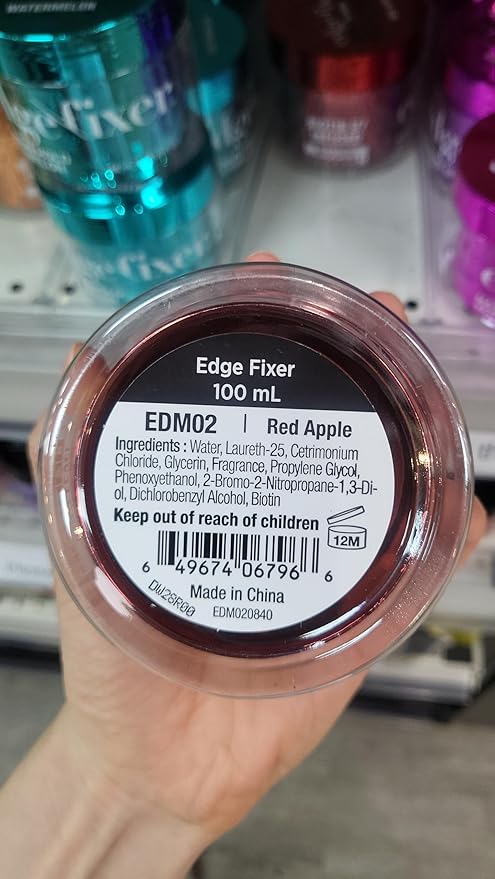 WATERMELON
Edge Fixer
100 mL
EDM02 | Red Apple
Ingredients : Water, Laureth-25, Cetrimonium
Chloride, Glycerin, Fragrance, Propylene Glycol,
Phenoxyethanol, 2-Bromo-2-Nitropropane-1,3-Di-
ol, Dichlorobenzyl Alcohol, Biotin
Keep out of reach of children
12M
6 49674 06796 6
Made in China
DW28R00
EDM020840